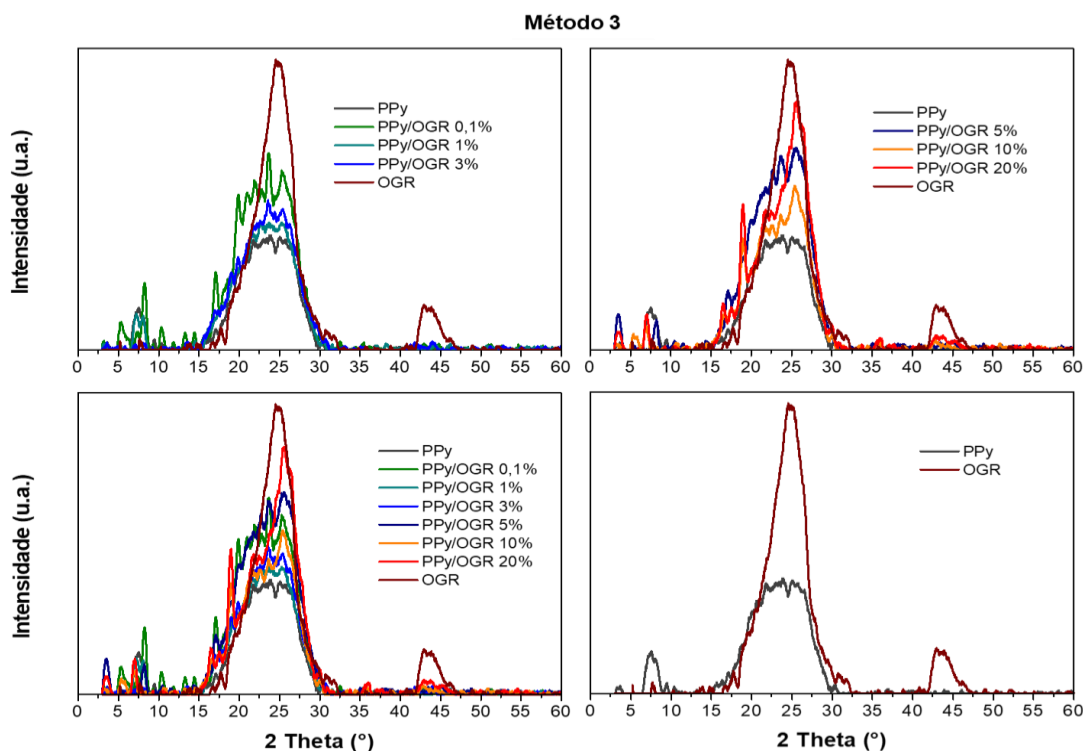 Método 3
Intensidade (u.a.)
PPy
PPy/OGR 0,1%
PPy/OGR 1%
PPy/OGR 3%
OGR
0 5 10 15 20 25 30 35 40 45 50 55 60
PPy
PPy/OGR 5%
PPy/OGR 10%
PPy/OGR 20%
OGR
0 5 10 15 20 25 30 35 40 45 50 55 60
Intensidade (u.a.)
PPy
PPy/OGR 0,1%
PPy/OGR 1%
PPy/OGR 3%
PPy/OGR 5%
PPy/OGR 10%
PPy/OGR 20%
OGR
0 5 10 15 20 25 30 35 40 45 50 55 60
2 Theta (°)
PPy
OGR
0 5 10 15 20 25 30 35 40 45 50 55 60
2 Theta (°)